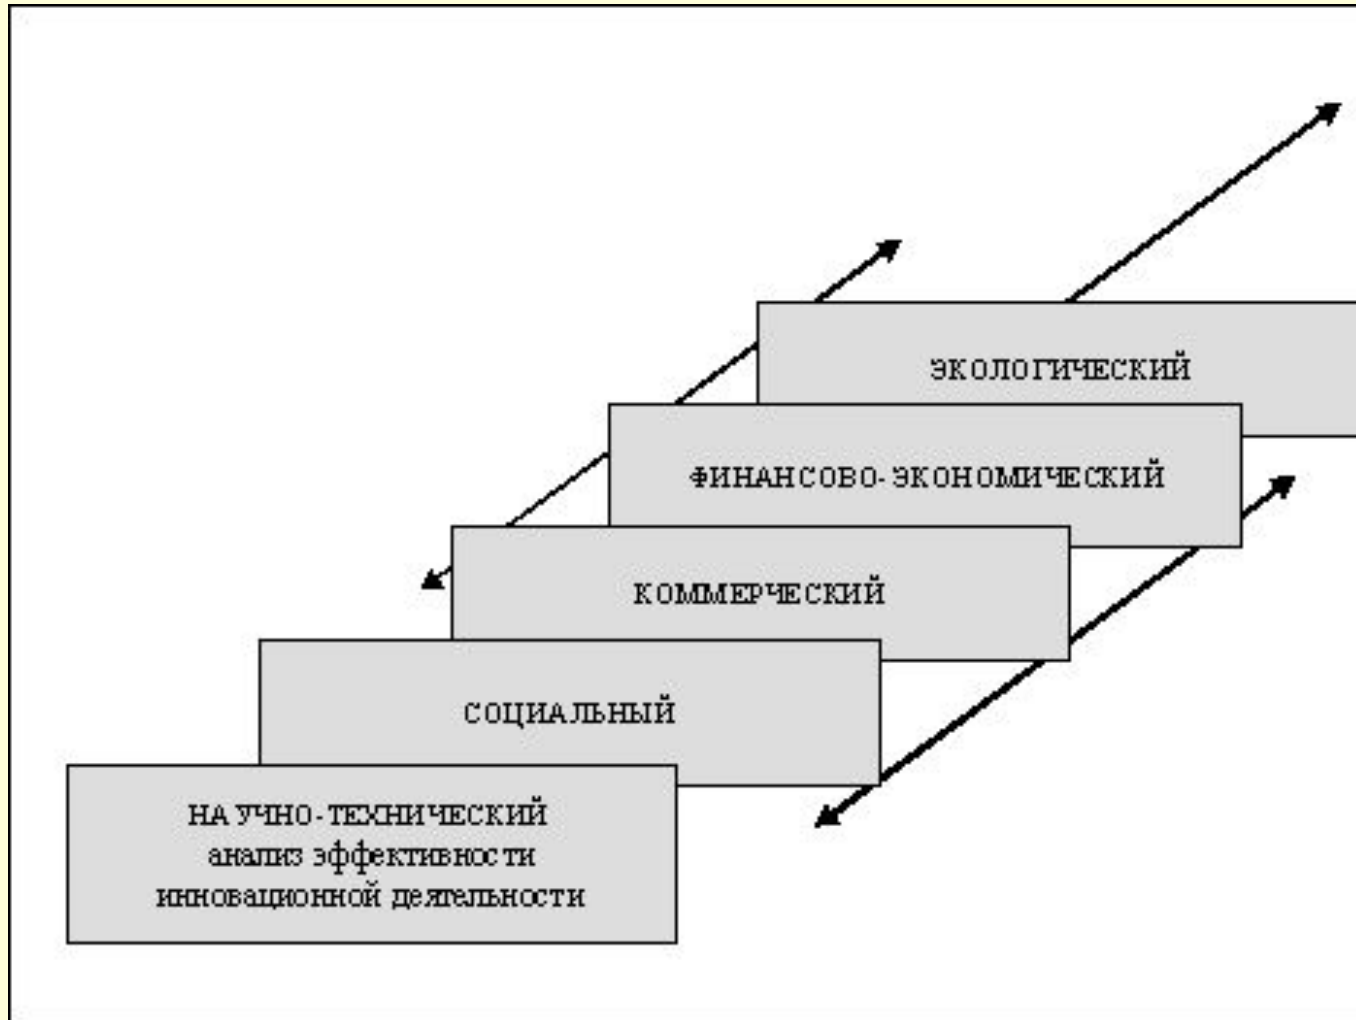 ЭКОЛОГИЧЕСКИЙ
ФИНАНСОВО-ЭКОНОМИЧЕСКИЙ
КОММЕРЧЕСКИЙ
СОЦИАЛЬНЫЙ
НАУЧНО-ТЕХНИЧЕСКИЙ
анализ эффективности
инновационной деятельности